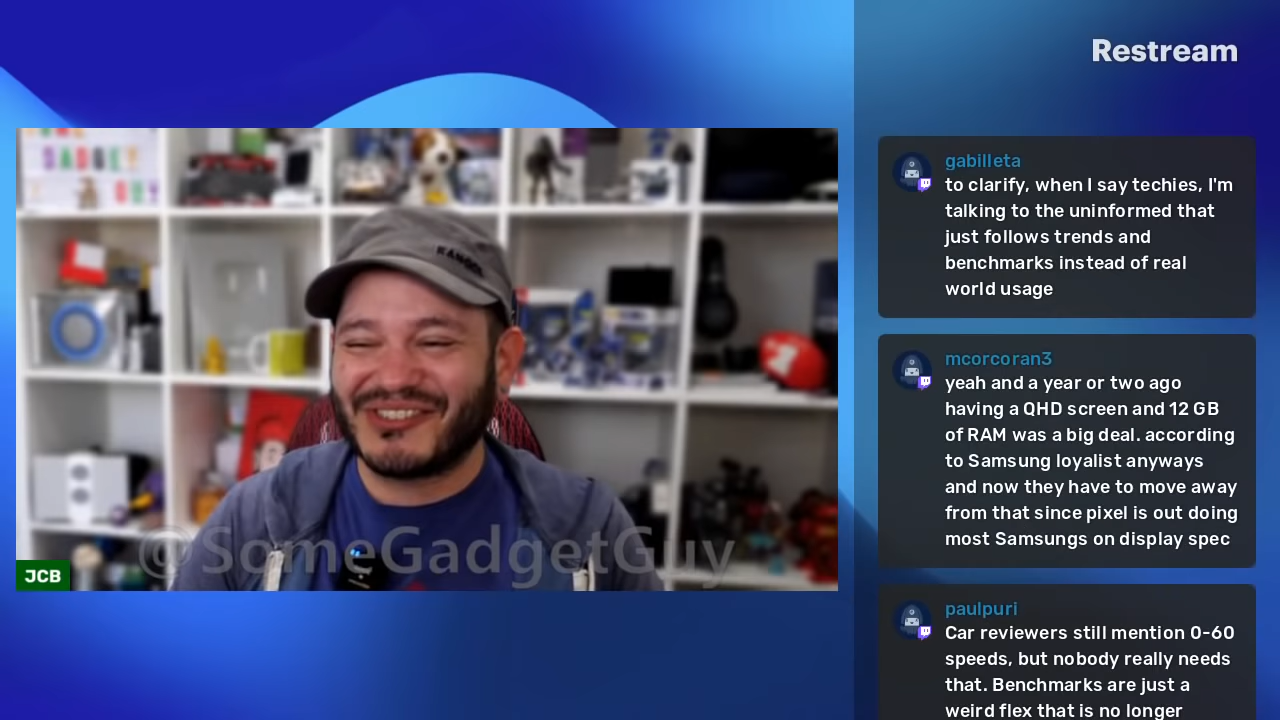 Restream
GADGET
GUY
KANGOL
@SomeGadgetGuy
JCB
gabilleta
to clarify, when I say techies, I'm
talking to the uninformed that
just follows trends and
benchmarks instead of real
world usage
mcorcoran3
yeah and a year or two ago
having a QHD screen and 12 GB
of RAM was a big deal. according
to Samsung loyalist anyways
and now they have to move away
from that since pixel is out doing
most Samsungs on display spec
paulpuri
Car reviewers still mention 0-60
speeds, but nobody really needs
that. Benchmarks are just a
weird flex that is no longer